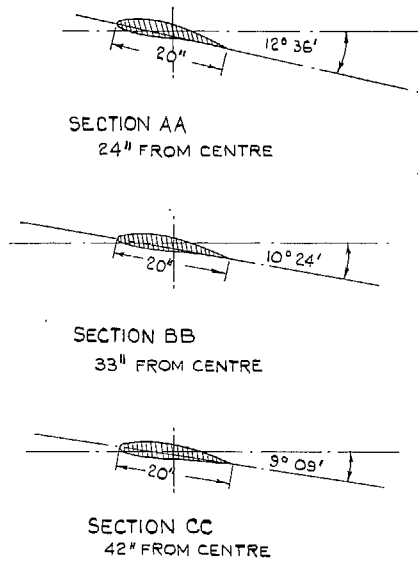 12° 36'
20"
SECTION AA
24" FROM CENTRE
10° 24'
20"
SECTION BB
33" FROM CENTRE
9° 09'
20"
SECTION CC
42" FROM CENTRE